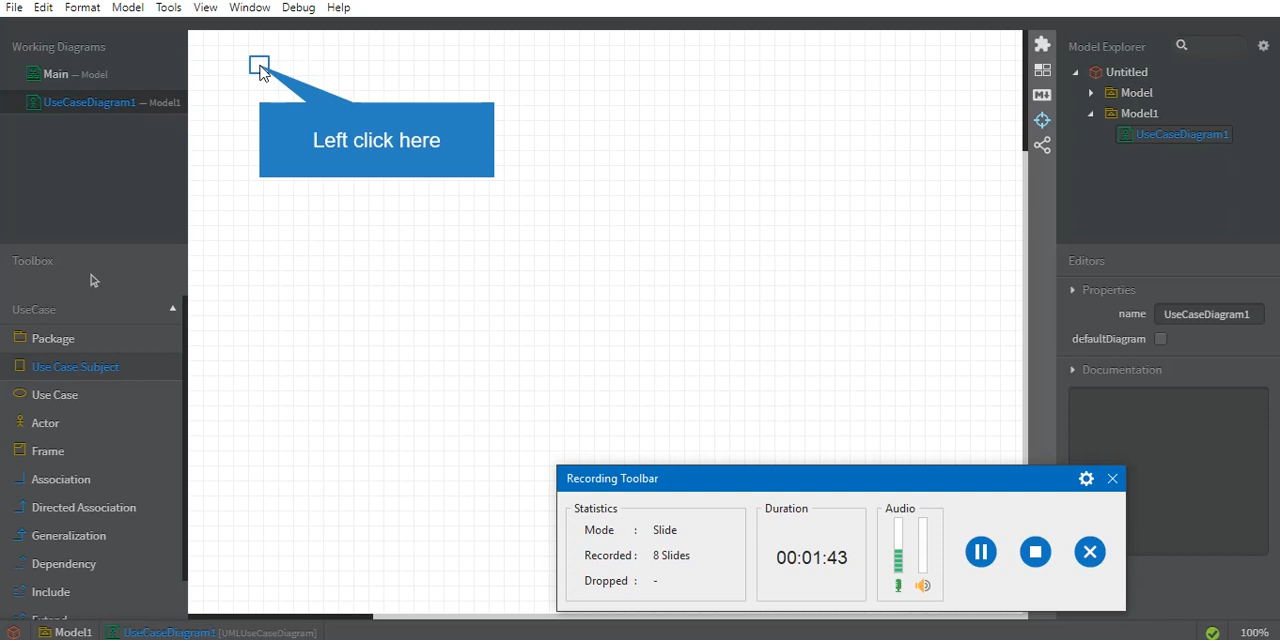 File Edit Format Model Tools View Window Debug Help
Working Diagrams
Main — Model
UseCaseDiagram1 — Model1
Left click here
Toolbox
UseCase
Package
Use Case Subject
Use Case
Actor
Frame
Association
Directed Association
Generalization
Dependency
Include
Extend
M↓
Model Explorer
Untitled
Model
Model1
UseCaseDiagram1
Editors
Properties
name UseCaseDiagram1
defaultDiagram
Documentation
Recording Toolbar
Statistics
Mode : Slide
Recorded : 8 Slides
Dropped : -
Duration
00:01:43
Audio
Model1 UseCaseDiagram1 [UMLUseCaseDiagram]
100%